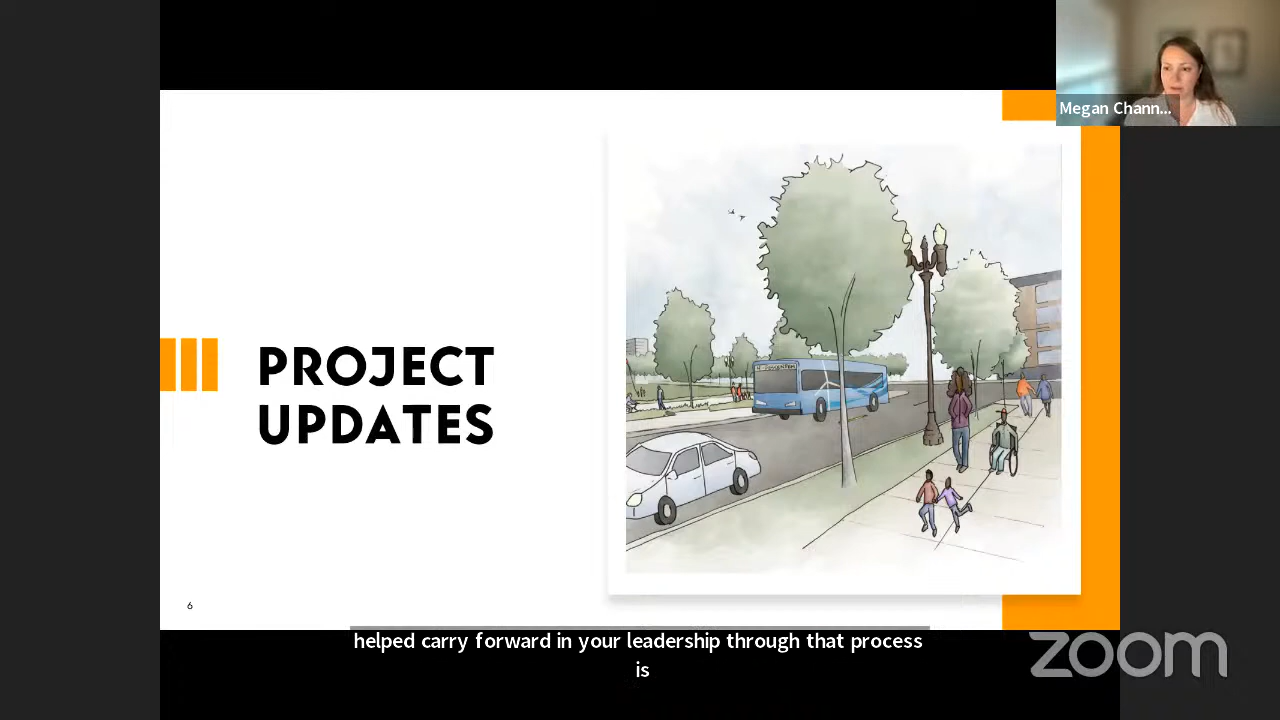 Megan Chann...
PROJECT
UPDATES
6
helped carry forward in your leadership through that process
is
zoom